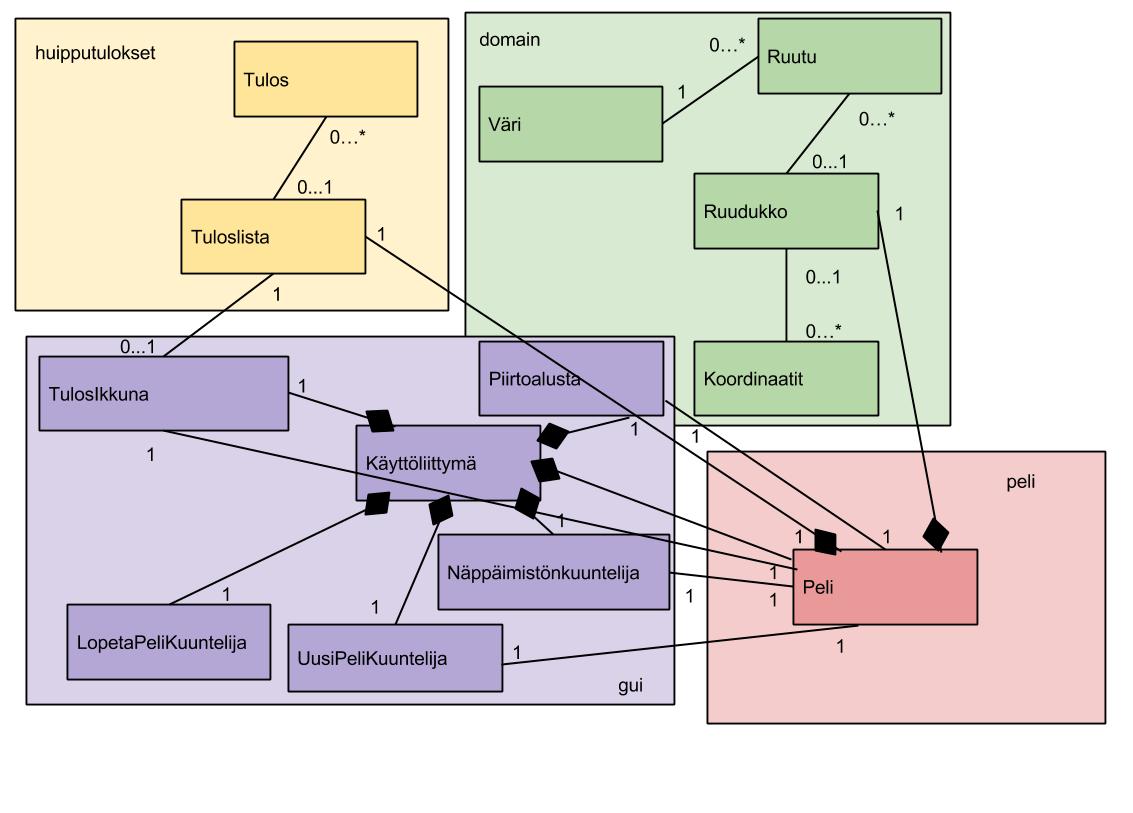 huipputulokset
Tulos
0...*
0...1
Tuloslista
1
1
domain
0...*
Ruutu
1
Väri
0...*
0...1
Ruudukko
1
0...1
0...*
Koordinaatit
0...1
TulosIkkuna
1
1
Piirtoalusta
1
1
Käyttöliittymä
1
Näppäimistönkuuntelija
1
1
LopetaPeliKuuntelija
1
UusiPeliKuuntelija
1
gui
peli
1
1
1
1
Peli
1